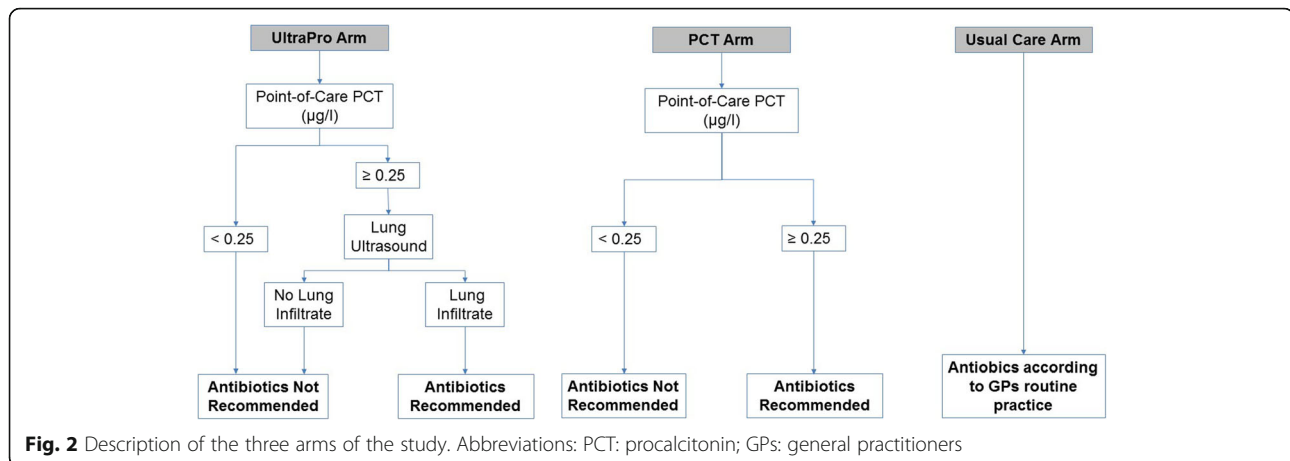 UltraPro Arm
Point-of-Care PCT
(µg/l)
≥ 0.25
< 0.25
Lung
Ultrasound
No Lung
Infiltrate
Lung
Infiltrate
Antibiotics Not
Recommended
Antibiotics
Recommended
PCT Arm
Point-of-Care PCT
(µg/l)
< 0.25
≥ 0.25
Antibiotics Not
Recommended
Antibiotics
Recommended
Usual Care Arm
Antiobics according
to GPs routine
practice
Fig. 2 Description of the three arms of the study. Abbreviations: PCT: procalcitonin; GPs: general practitioners